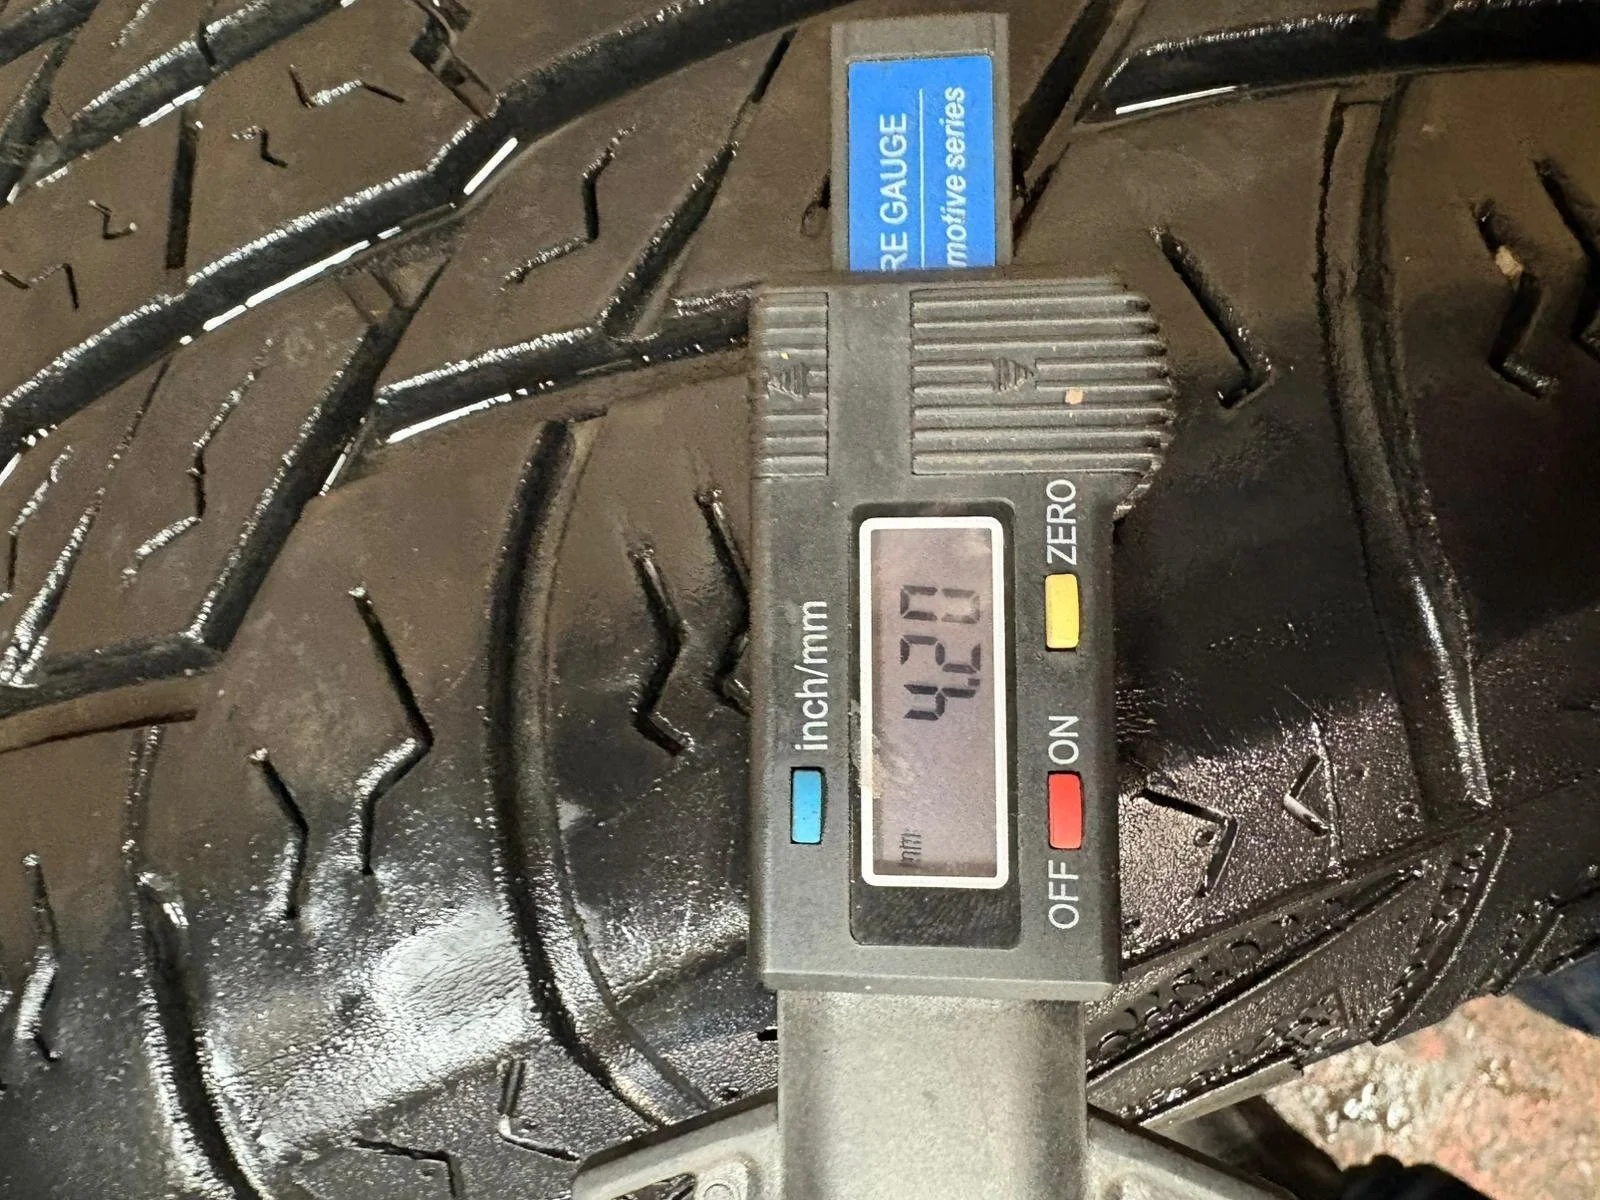 RE GAUGE
motive series
inch/mm
4.20
mm
OFF ON ZERO